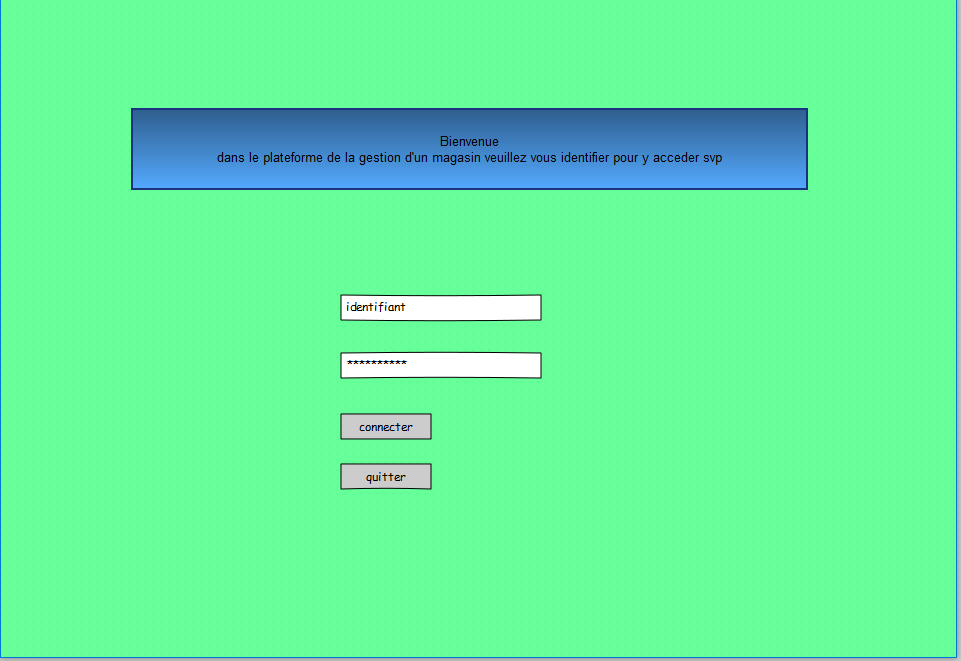 Bienvenue
dans le plateforme de la gestion d'un magasin veuillez vous identifier pour y acceder svp
identifiant
**********
connecter
quitter